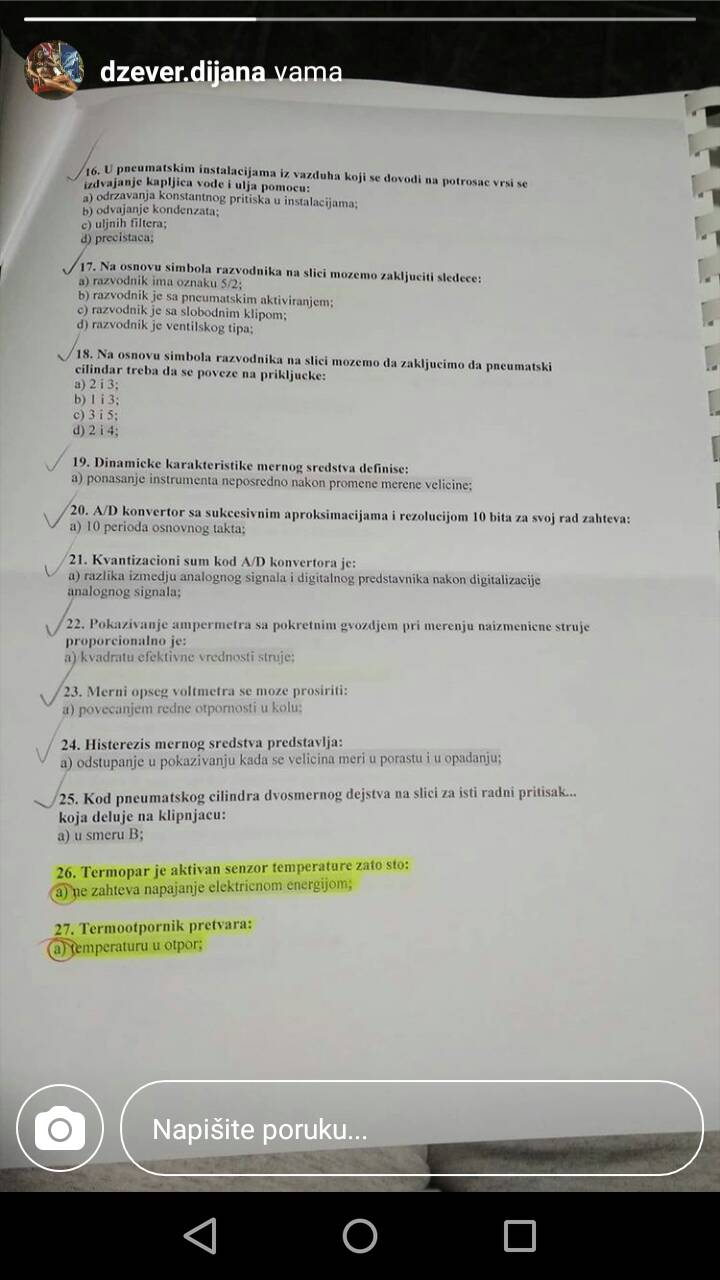 dzever.dijana vama
16. U pneumatskim instalacijama iz vazduha koji se dovodi na potrosac vrsi se
izdvajanje kapljica vode i ulja pomocu:
a) odrzavanja konstantnog pritiska u instalacijama;
b) odvajanje kondenzata;
c) uljnih filtera;
d) precistaca;
17. Na osnovu simbola razvodnika na slici mozemo zakljuciti sledece:
a) razvodnik ima oznaku 5/2;
b) razvodnik je sa pneumatskim aktiviranjem;
c) razvodnik je sa slobodnim klipom;
d) razvodnik je ventilskog tipa;
18. Na osnovu simbola razvodnika na slici mozemo da zakljucimo da pneumatski
cilindar treba da se poveze na prikljucke:
a) 2 i 3;
b) 1 i 3;
c) 3 i 5;
d) 2 i 4;
19. Dinamicke karakteristike mernog sredstva definise:
a) ponasanje instrumenta neposredno nakon promene merene velicine;
20. A/D konvertor sa sukcesivnim aproksimacijama i rezolucijom 10 bita za svoj rad zahteva:
a) 10 perioda osnovnog takta;
21. Kvantizacioni sum kod A/D konvertora je:
a) razlika izmedju analognog signala i digitalnog predstavnika nakon digitalizacije
analognog signala;
22. Pokazivanje ampermetra sa pokretnim gvozdjem pri merenju naizmenicne struje
proporcionalno je:
a) kvadratu efektivne vrednosti struje;
23. Merni opseg voltmetra se moze prosiriti:
a) povecanjem redne otpornosti u kolu;
24. Histerezis mernog sredstva predstavlja:
a) odstupanje u pokazivanju kada se velicina meri u porastu i u opadanju;
25. Kod pneumatskog cilindra dvosmernog dejstva na slici za isti radni pritisak...
koja deluje na klipnjacu:
a) u smeru B;
26. Termopar je aktivan senzor temperature zato sto:
a) ne zahteva napajanje elektricnom energijom;
27. Termootpornik pretvara:
a) temperaturu u otpor;
Napišite poruku...